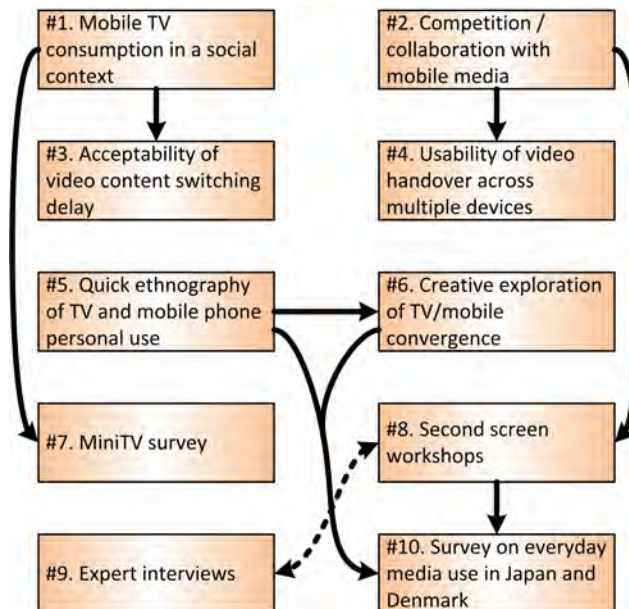 #1. Mobile TV
consumption in a social
context
#2. Competition /
collaboration with
mobile media
#3. Acceptability of
video content switching
delay
#4. Usability of video
handover across
multiple devices
#5. Quick ethnography
of TV and mobile phone
personal use
#6. Creative exploration
of TV/mobile
convergence
#7. MiniTV survey
#8. Second screen
workshops
#9. Expert interviews
#10. Survey on everyday
media use in Japan and
Denmark